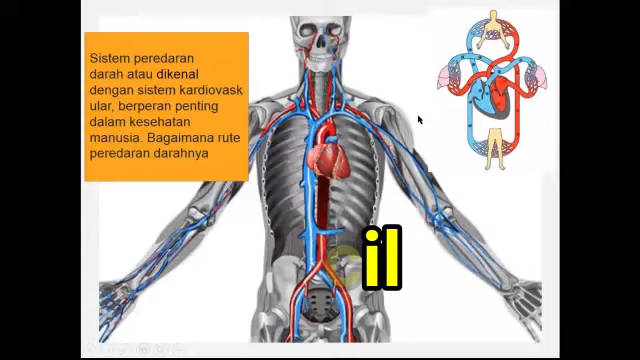 Sistem peredaran
darah atau dikenal
dengan sistem kardiovask
ular, berperan penting
dalam kesehatan
manusia. Bagaimana rute
peredaran darahnya
il